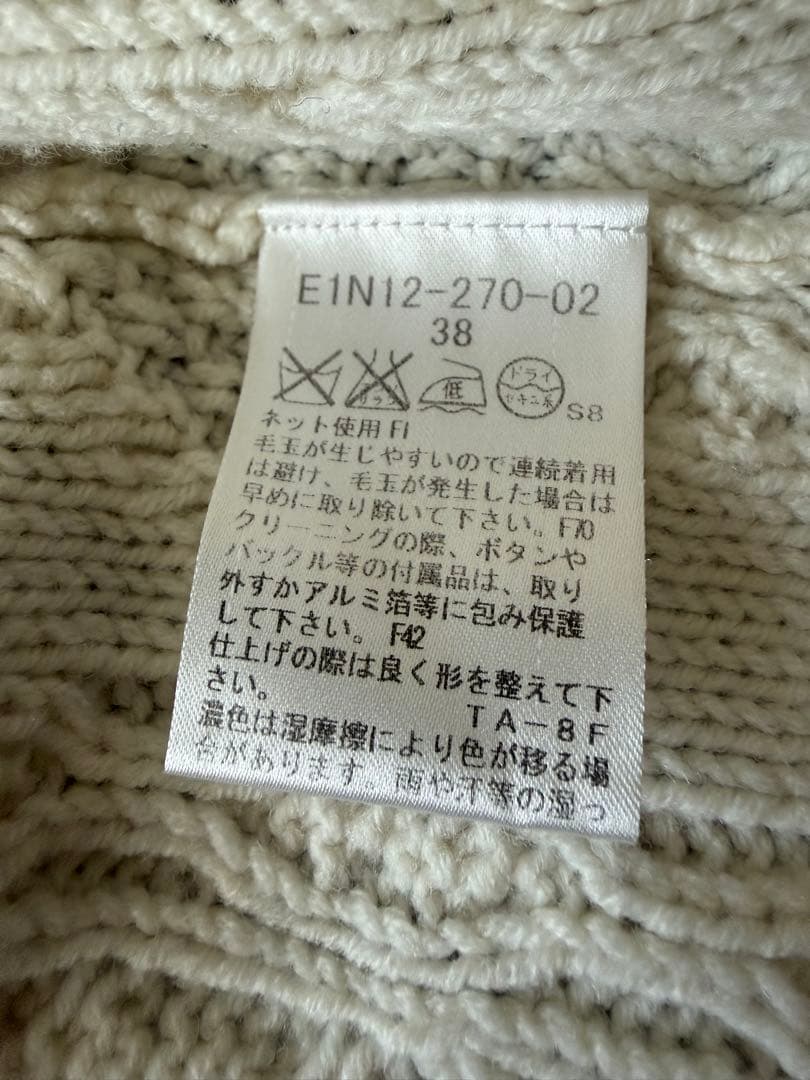 E1N12-270-02
38
エンソサラシ
低
ドライ
セキユ系
S8
ネット使用 F1
毛玉が生じやすいので連続着用
は避け、毛玉が発生した場合は
早めに取り除いて下さい。F70
クリーニングの際、ボタンや
バックル等の付属品は、取り
外すかアルミ箔等に包み保護
して下さい。 F42
仕上げの際は良く形を整えて下
さい。
TA-8F
濃色は湿摩擦により色が移る場
合があります。雨や汗等の湿っ